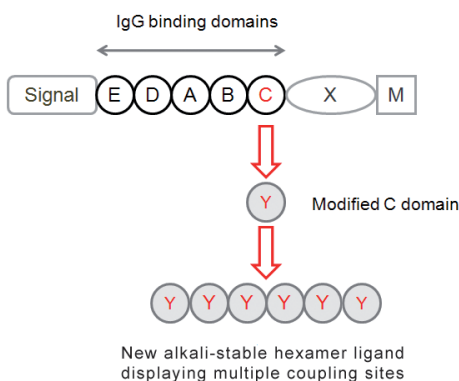 IgG binding domains
Signal E D A B C X M
Y
Modified C domain
Y Y Y Y Y Y
New alkali-stable hexamer ligand
displaying multiple coupling sites